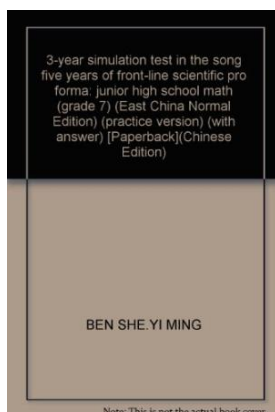 3-year simulation test in the song
five years of front-line scientific pro
forma: junior high school math
(grade 7) (East China Normal
Edition) (practice version) (with
answer) [Paperback](Chinese
Edition)
BEN SHE.YI MING
Note: This is not the actual book cover